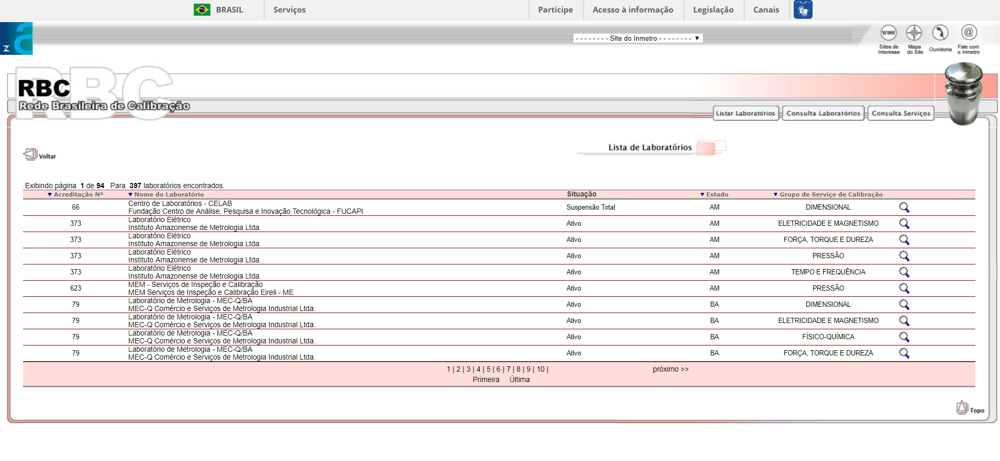 BRASIL Serviços Participe Acesso à informação Legislação Canais
- - - - - - - - Site do Inmetro - - - - - - - - ▼
www @
Sites de Interesse Mapa do Site Ouvidoria Fale com o Inmetro
RBC
RBC
Rede Brasileira de Calibração
Listar Laboratórios Consulta Laboratórios Consulta Serviços
Lista de Laboratórios
Voltar
Exibindo página 1 de 94 Para 397 laboratórios encontrados.
▼ Acreditação Nº ▼ Nome do Laboratório Situação ▼ Estado ▼ Grupo de Serviço de Calibração
Centro de Laboratórios - CELAB
66 Suspensão Total AM DIMENSIONAL
Fundação Centro de Análise, Pesquisa e Inovação Tecnológica - FUCAPI
Laboratório Elétrico
373 Ativo AM ELETRICIDADE E MAGNETISMO
Instituto Amazonense de Metrologia Ltda.
Laboratório Elétrico
373 Ativo AM FORÇA, TORQUE E DUREZA
Instituto Amazonense de Metrologia Ltda.
Laboratório Elétrico
373 Ativo AM PRESSÃO
Instituto Amazonense de Metrologia Ltda.
Laboratório Elétrico
373 Ativo AM TEMPO E FREQUÊNCIA
Instituto Amazonense de Metrologia Ltda.
MEM - Serviços de Inspeção e Calibração
623 Ativo AM PRESSÃO
MEM Serviços de Inspeção e Calibração Eireli - ME
Laboratório de Metrologia - MEC-Q/BA
79 Ativo BA DIMENSIONAL
MEC-Q Comércio e Serviços de Metrologia Industrial Ltda.
Laboratório de Metrologia - MEC-Q/BA
79 Ativo BA ELETRICIDADE E MAGNETISMO
MEC-Q Comércio e Serviços de Metrologia Industrial Ltda.
Laboratório de Metrologia - MEC-Q/BA
79 Ativo BA FÍSICO-QUÍMICA
MEC-Q Comércio e Serviços de Metrologia Industrial Ltda.
Laboratório de Metrologia - MEC-Q/BA
79 Ativo BA FORÇA, TORQUE E DUREZA
MEC-Q Comércio e Serviços de Metrologia Industrial Ltda.
1 | 2 | 3 | 4 | 5 | 6 | 7 | 8 | 9 | 10 | próximo >>
Primeira Última
Topo